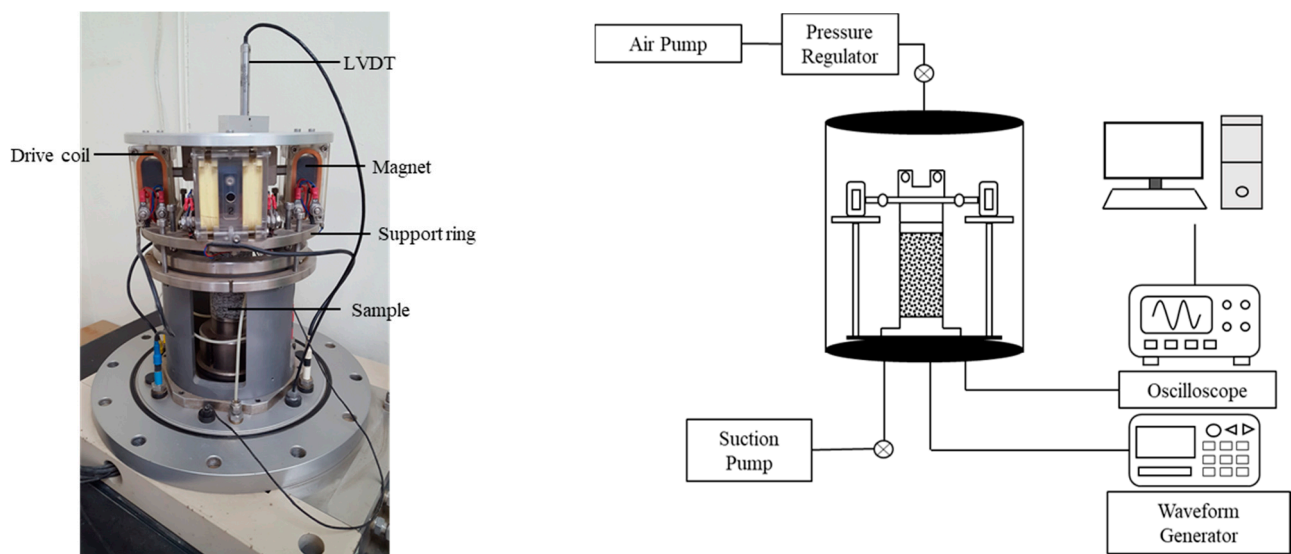 LVDT
Drive coil
Magnet
Support ring
Sample
Air Pump
Pressure
Regulator
Oscilloscope
Suction
Pump
Waveform
Generator